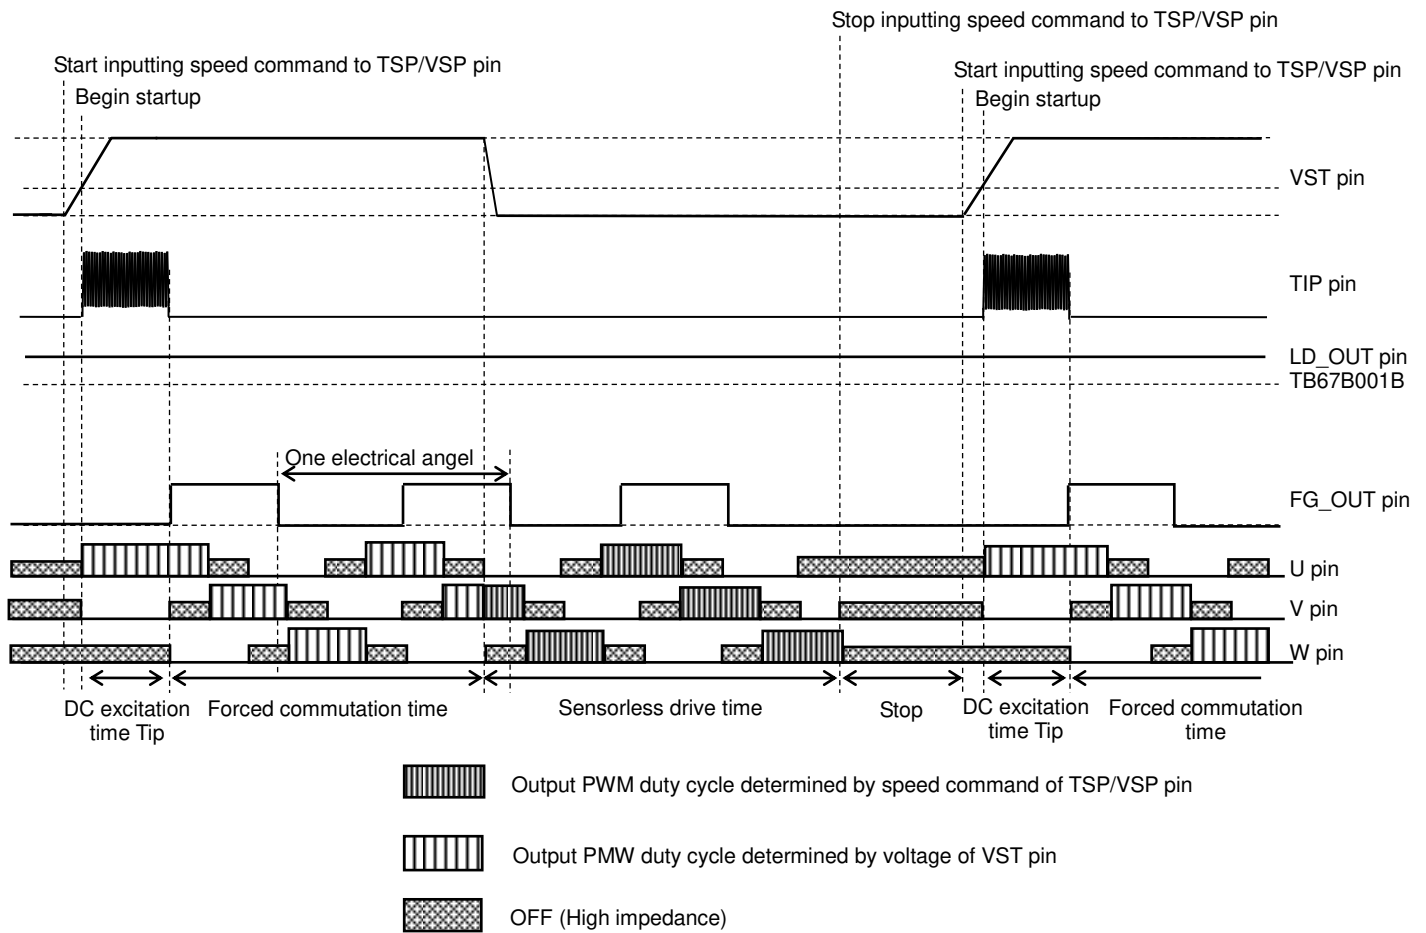 Stop inputting speed command to TSP/VSP pin
Start inputting speed command to TSP/VSP pin
Start inputting speed command to TSP/VSP pin
Begin startup
Begin startup
VST pin
TIP pin
LD_OUT pin
TB67B001B
One electrical angel
FG_OUT pin
U pin
V pin
W pin
DC excitation
time Tip
Forced commutation time
Sensorless drive time
Stop
DC excitation
time Tip
Forced commutation
time
Output PWM duty cycle determined by speed command of TSP/VSP pin
Output PMW duty cycle determined by voltage of VST pin
OFF (High impedance)